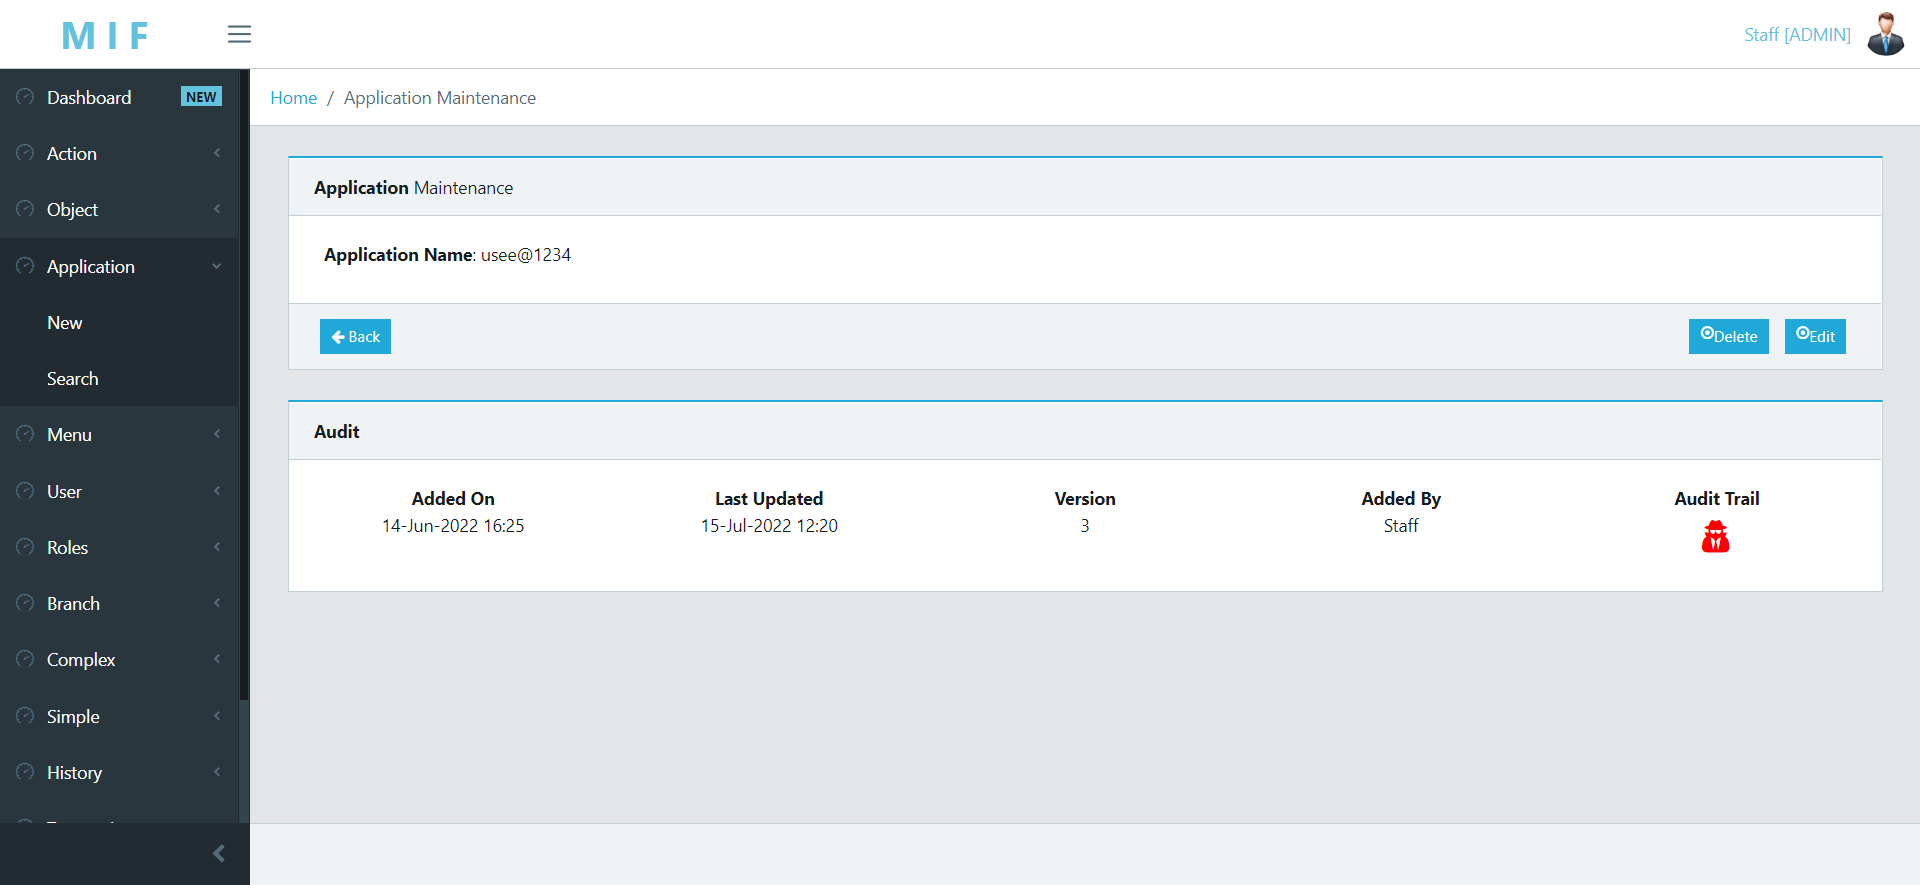 M I F
Staff [ADMIN]
Dashboard NEW
Action
Object
Application
New
Search
Menu
User
Roles
Branch
Complex
Simple
History
Home / Application Maintenance
Application Maintenance
Application Name: usee@1234
Back
Delete
Edit
Audit
Added On
14-Jun-2022 16:25
Last Updated
15-Jul-2022 12:20
Version
3
Added By
Staff
Audit Trail